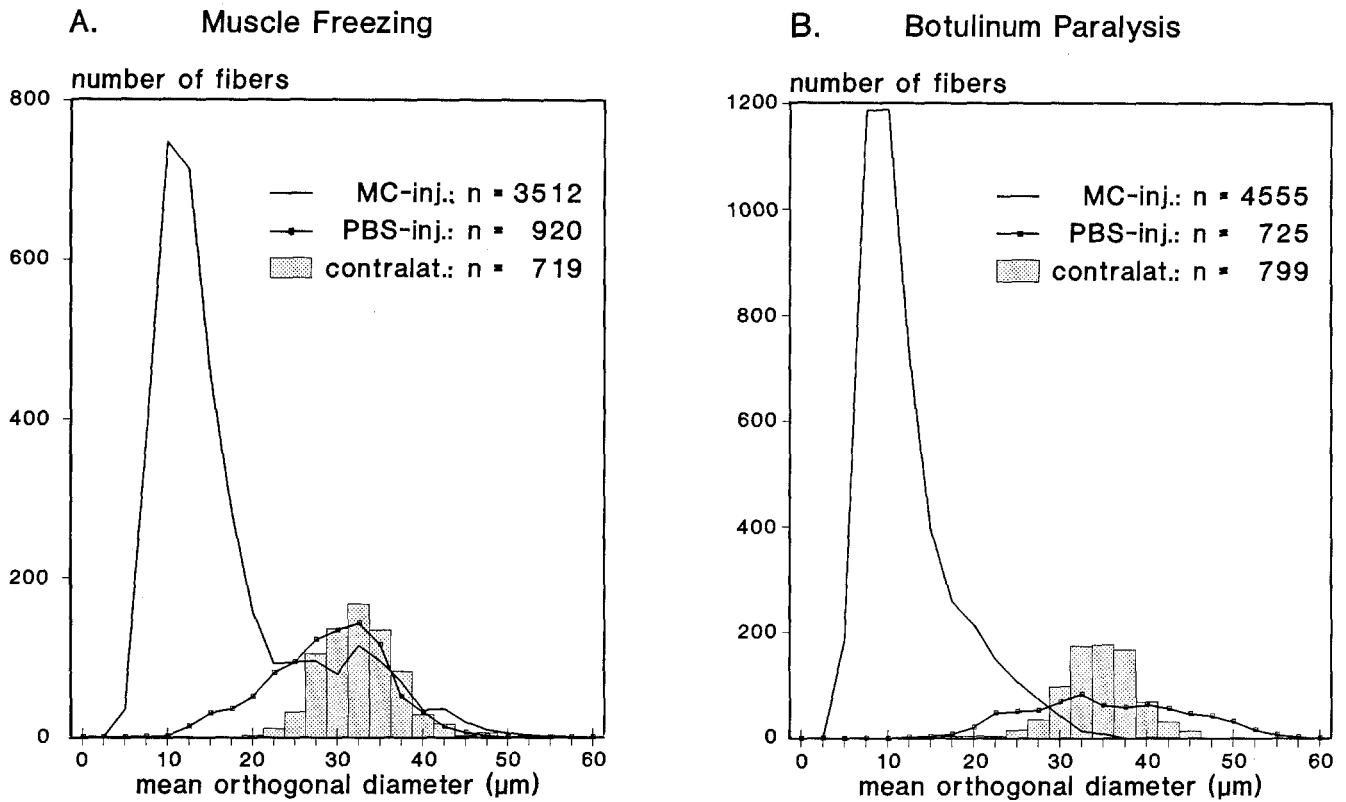 A. Muscle Freezing
number of fibers
800
600
400
200
0
MC-inj.: n = 3512
PBS-inj.: n = 920
contralat.: n = 719
0 10 20 30 40 50 60
mean orthogonal diameter (µm)
B. Botulinum Paralysis
number of fibers
1200
1000
800
600
400
200
0
MC-inj.: n = 4555
PBS-inj.: n = 725
contralat.: n = 799
0 10 20 30 40 50 60
mean orthogonal diameter (µm)